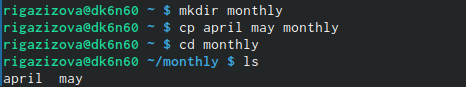 rigazizova@dk6n60 ~ $ mkdir monthly
rigazizova@dk6n60 ~ $ cp april may monthly
rigazizova@dk6n60 ~ $ cd monthly
rigazizova@dk6n60 ~/monthly $ ls
april  may